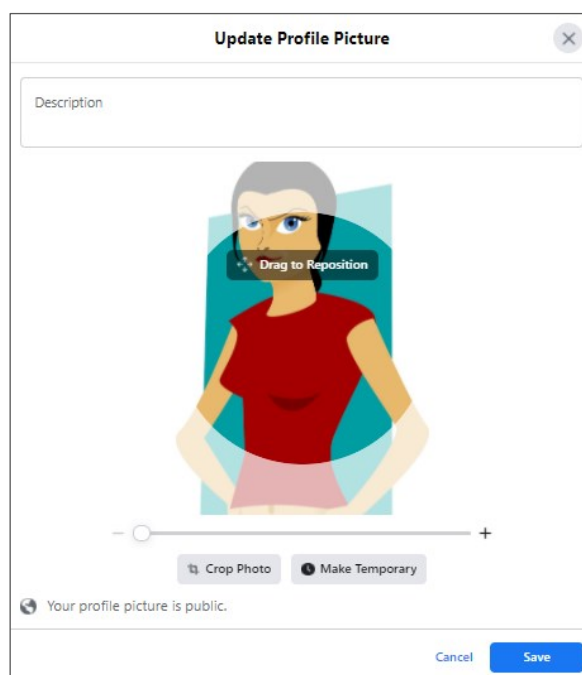 Update Profile Picture
Description
Drag to Reposition
Crop Photo
Make Temporary
Your profile picture is public.
Cancel
Save